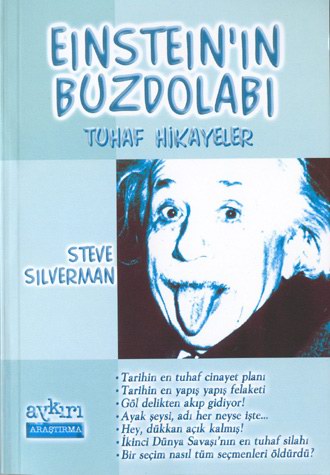 EINSTEIN'IN
BUZDOLABI
TUHAF HİKAYELER
STEVE
SILVERMAN
aykırı
ARAŞTIRMA
• Tarihin en tuhaf cinayet planı
• Tarihin en yapış yapış felaketi
• Göl delikten akıp gidiyor!
• Ayak şeysi, adı her neyse işte...
• Hey, dükkan açık kalmış!
• İkinci Dünya Savaşı'nın en tuhaf silahı
• Bir seçim nasıl tüm seçmenleri öldürdü?